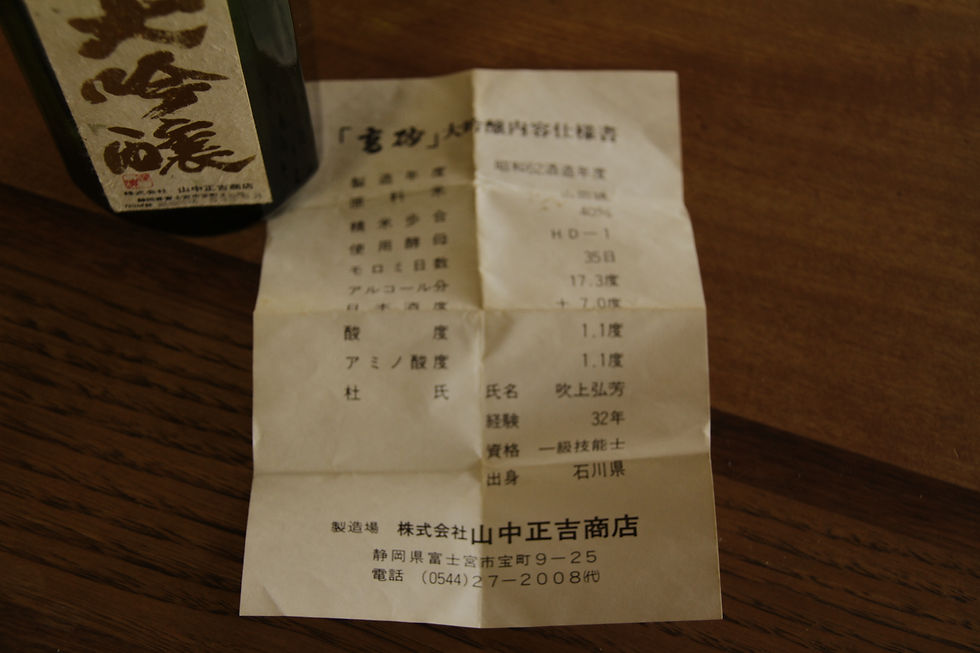 大吟醸
株式会社 山中正吉商店
「玄砂」大吟醸内容仕様書
製造年度 昭和62酒造年度
原料米 山田錦
精米歩合 40%
使用酵母 HD-1
モロミ日数 35日
アルコール分 17.3度
日本酒度 +7.0度
酸度 1.1度
アミノ酸度 1.1度
杜氏 氏名 吹上弘芳
経験 32年
資格 一級技能士
出身 石川県
製造場 株式会社山中正吉商店
静岡県富士宮市宝町9-25
電話 (0544)27-2008㈹